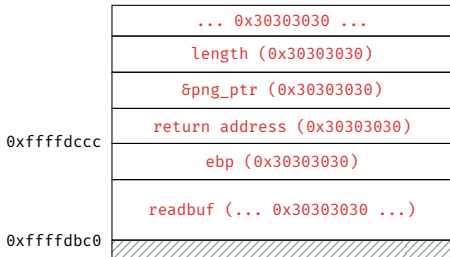 ... 0x30303030 ...
length (0x30303030)
&png_ptr (0x30303030)
return address (0x30303030)
0xffffdccc
ebp (0x30303030)
readbuf (... 0x30303030 ...)
0xffffdbc0